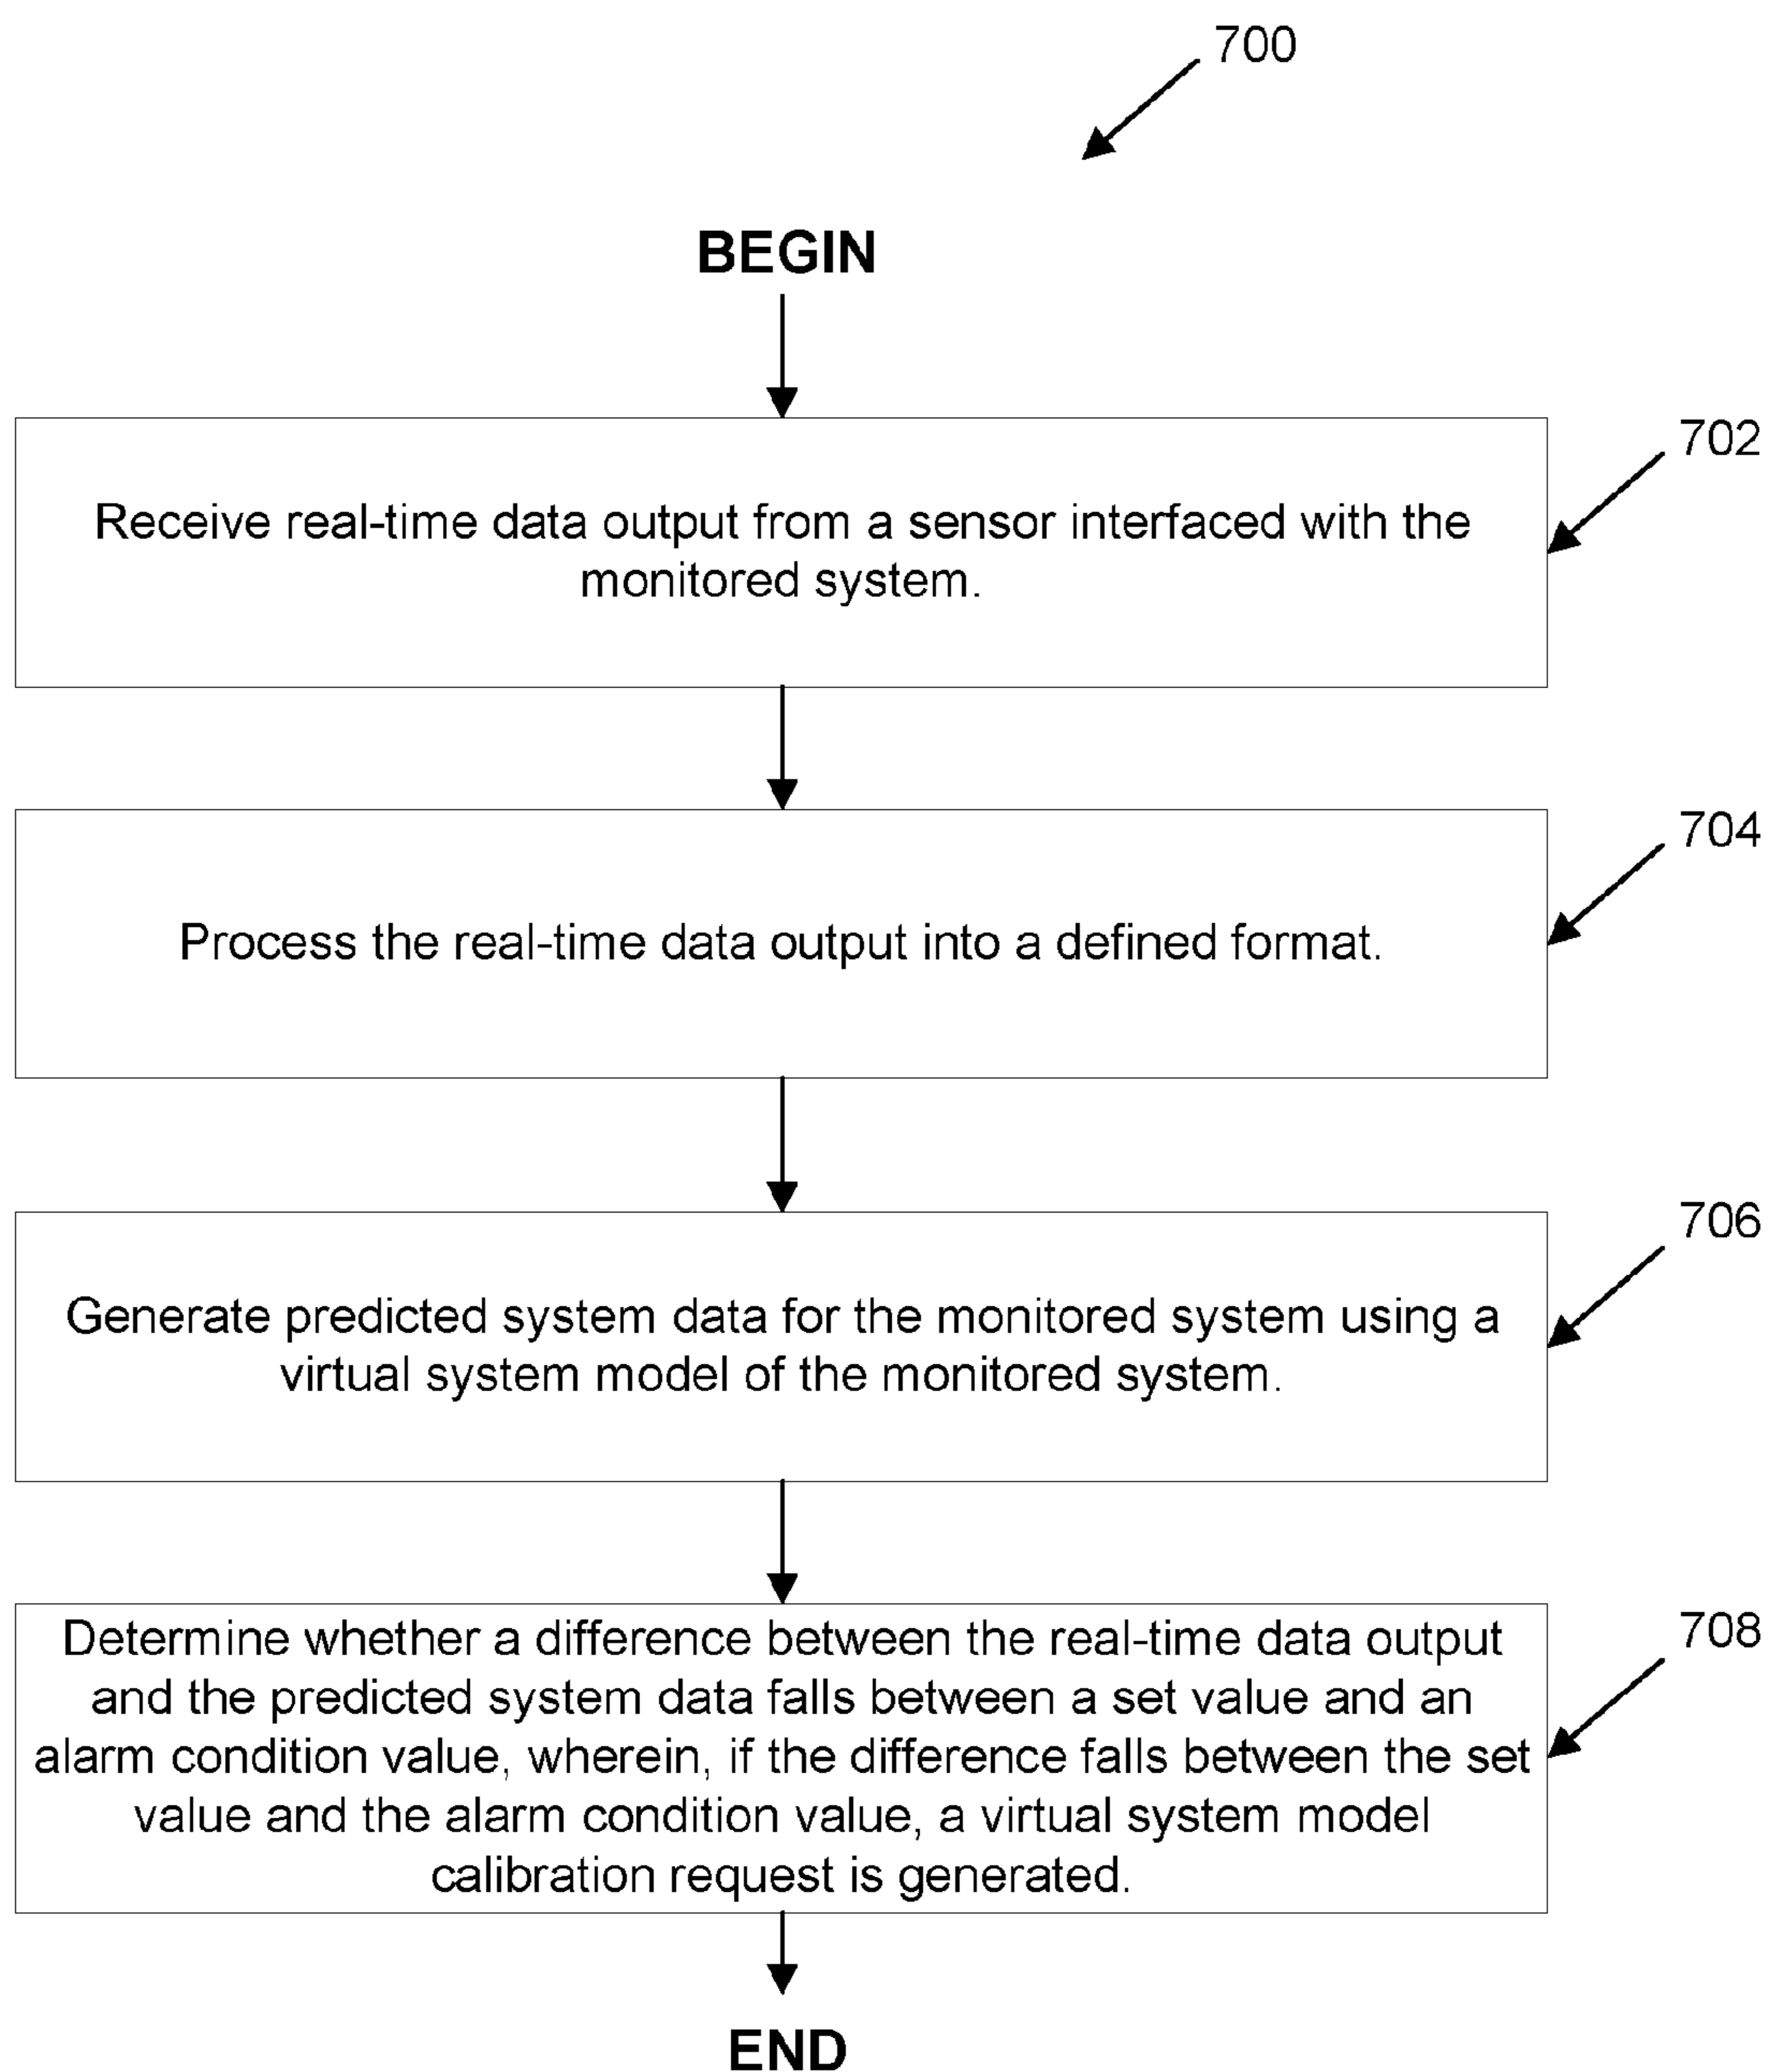 700
BEGIN
702
Receive real-time data output from a sensor interfaced with the
monitored system.
704
Process the real-time data output into a defined format.
706
Generate predicted system data for the monitored system using a
virtual system model of the monitored system.
708
Determine whether a difference between the real-time data output
and the predicted system data falls between a set value and an
alarm condition value, wherein, if the difference falls between the set
value and the alarm condition value, a virtual system model
calibration request is generated.
END